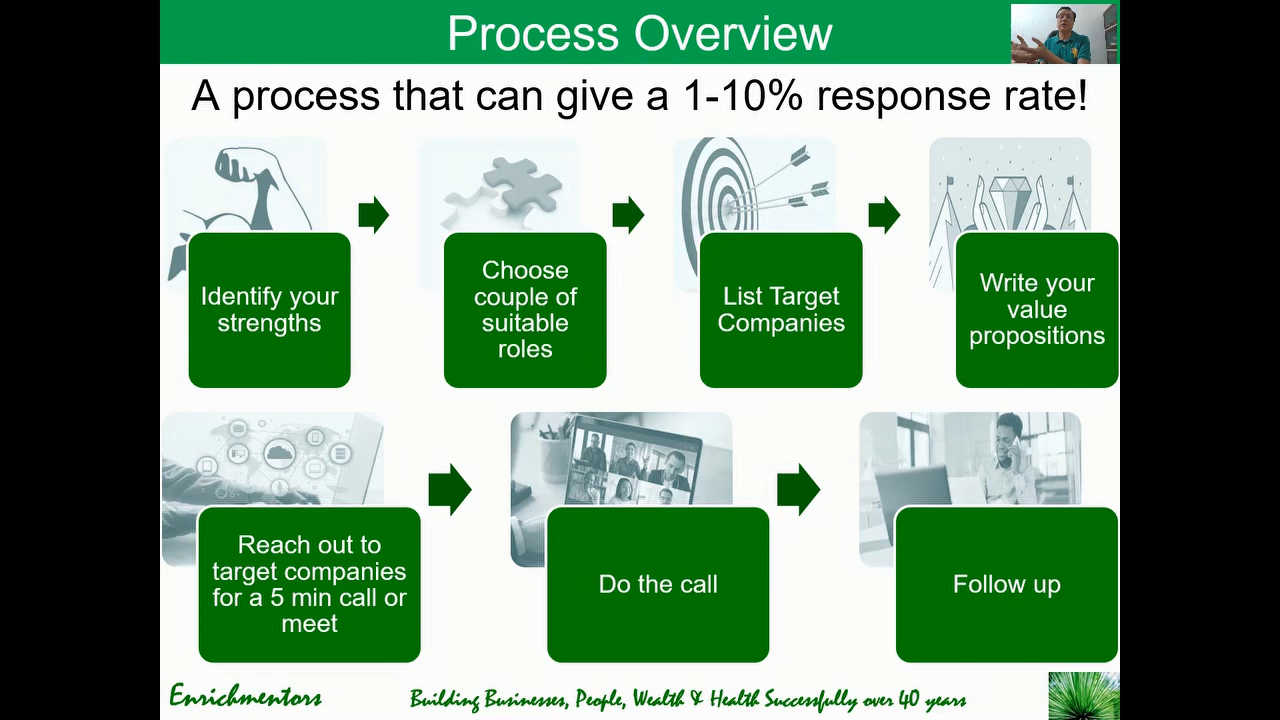 Process Overview
A process that can give a 1-10% response rate!
Identify your
strengths
Choose
couple of
suitable
roles
List Target
Companies
Write your
value
propositions
Reach out to
target companies
for a 5 min call or
meet
Do the call
Follow up
Enrichmentors
Building Businesses, People, Wealth & Health Successfully over 40 years